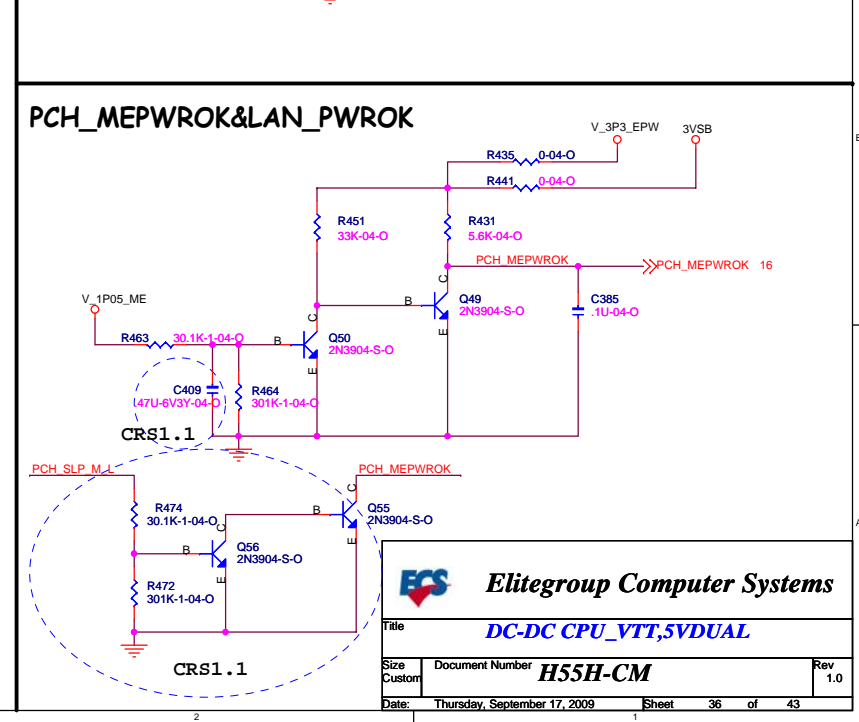 PCH_MEPWROK&LAN_PWROK
V_3P3_EPW
3VSB
R435
0-04-O
R441
0-04-O
R451
33K-04-O
R431
5.6K-04-O
PCH_MEPWROK
PCH_MEPWROK 16
C
B
E
Q49
2N3904-S-O
C385
.1U-04-O
V_1P05_ME
R463
30.1K-1-04-O
C
B
E
Q50
2N3904-S-O
C409
.47U-6V3Y-04-O
R464
301K-1-04-O
CRS1.1
PCH_SLP_M_L
PCH_MEPWROK
R474
30.1K-1-04-O
C
B
E
Q55
2N3904-S-O
C
B
E
Q56
2N3904-S-O
R472
301K-1-04-O
CRS1.1
ECS
Elitegroup Computer Systems
Title
DC-DC CPU_VTT,5VDUAL
Size
Custom
Document Number
H55H-CM
Rev
1.0
Date: Thursday, September 17, 2009 Sheet 36 of 43
2
1